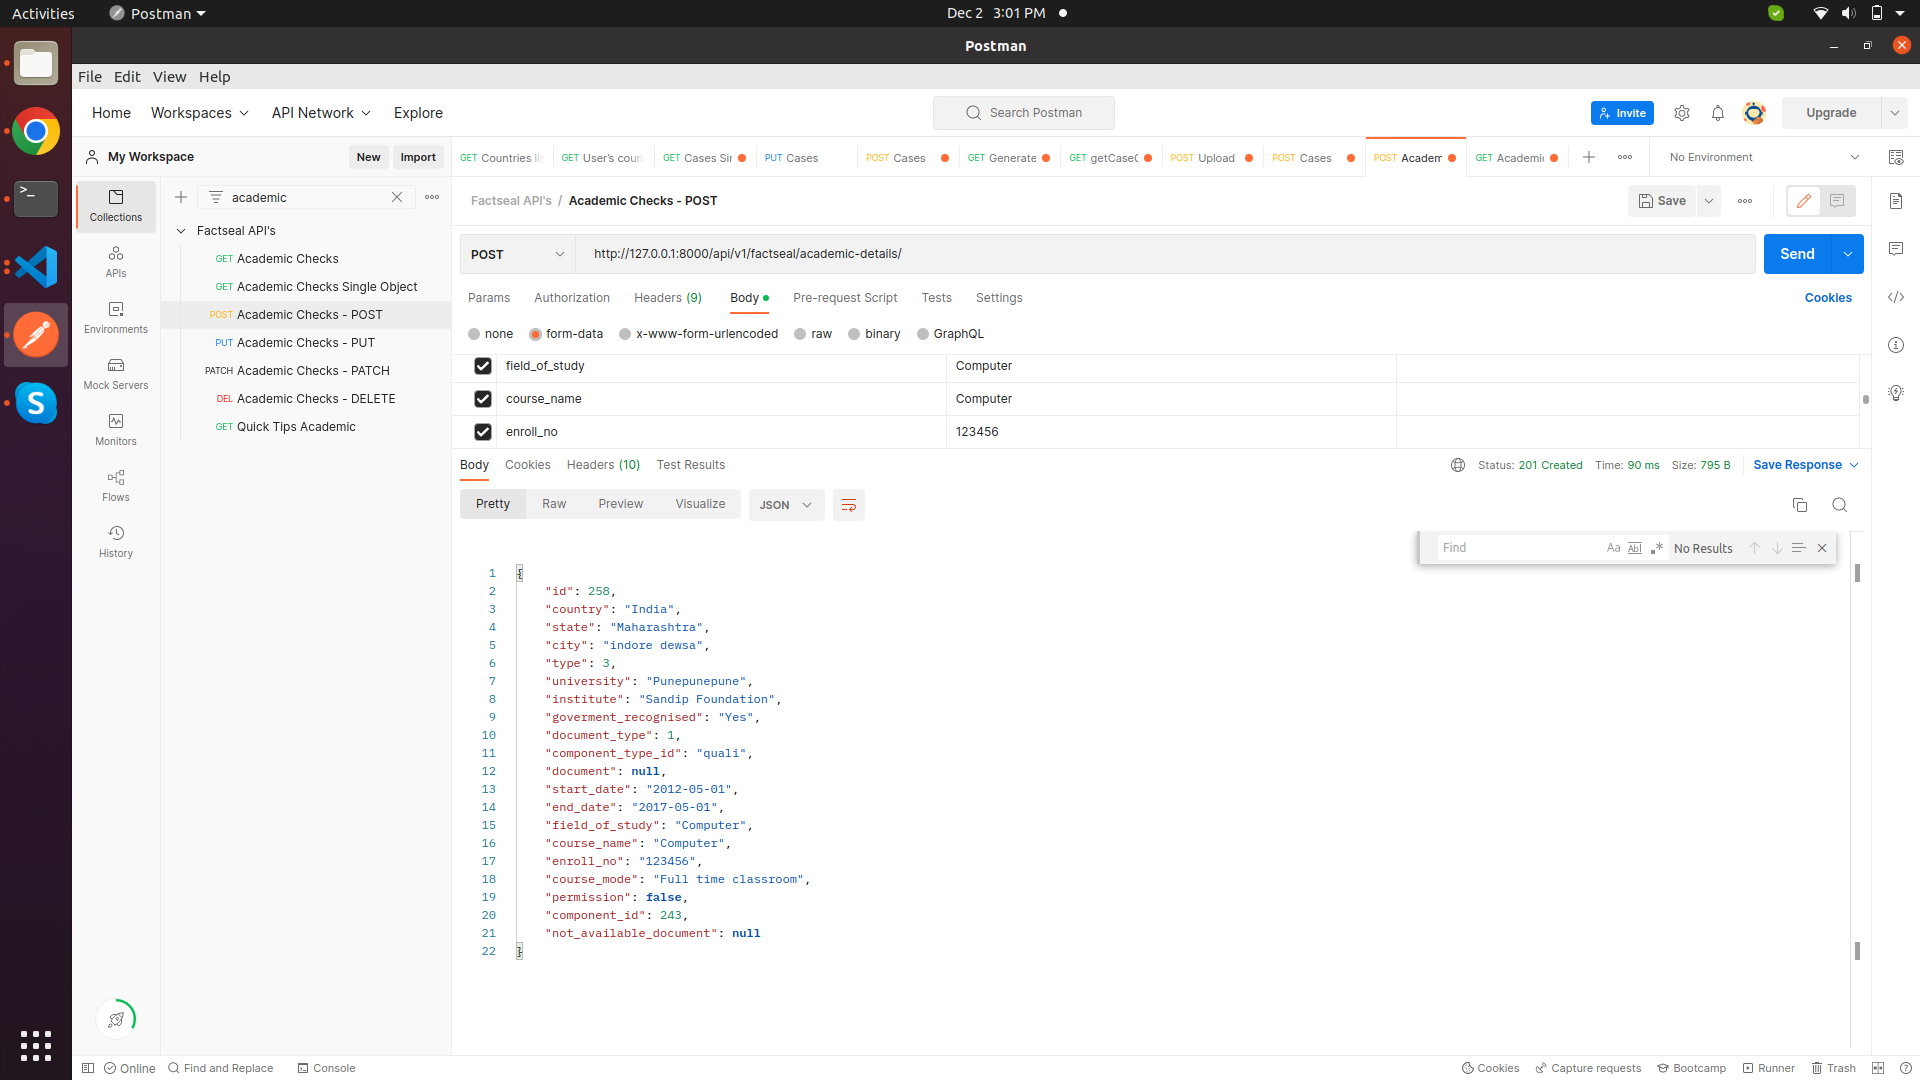 Activities
Postman
Dec 2 3:01 PM
Postman
File Edit View Help
Home Workspaces API Network Explore
Search Postman
Invite
Upgrade
My Workspace
New Import
GET Countries li
GET User's coun
GET Cases Sir
PUT Cases
POST Cases
GET Generate
GET getCase
POST Upload
POST Cases
POST Academ
GET Academi
No Environment
Collections
APIs
Environments
Mock Servers
Monitors
Flows
History
academic
Factseal API's
GET Academic Checks
GET Academic Checks Single Object
POST Academic Checks - POST
PUT Academic Checks - PUT
PATCH Academic Checks - PATCH
DEL Academic Checks - DELETE
GET Quick Tips Academic
Factseal API's / Academic Checks - POST
Save
POST http://127.0.0.1:8000/api/v1/factseal/academic-details/
Send
Params Authorization Headers (9) Body Pre-request Script Tests Settings
Cookies
none form-data x-www-form-urlencoded raw binary GraphQL
field_of_study Computer
course_name Computer
enroll_no 123456
Body Cookies Headers (10) Test Results
Status: 201 Created Time: 90 ms Size: 795 B Save Response
Pretty Raw Preview Visualize JSON
Find Aa Abl .* No Results
1 {
2 "id": 258,
3 "country": "India",
4 "state": "Maharashtra",
5 "city": "indore dewsa",
6 "type": 3,
7 "university": "Punepunepune",
8 "institute": "Sandip Foundation",
9 "goverment_recognised": "Yes",
10 "document_type": 1,
11 "component_type_id": "quali",
12 "document": null,
13 "start_date": "2012-05-01",
14 "end_date": "2017-05-01",
15 "field_of_study": "Computer",
16 "course_name": "Computer",
17 "enroll_no": "123456",
18 "course_mode": "Full time classroom",
19 "permission": false,
20 "component_id": 243,
21 "not_available_document": null
22 }
Online Find and Replace Console
Cookies Capture requests Bootcamp Runner Trash